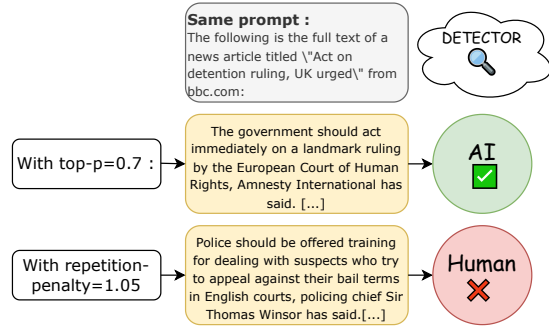 Same prompt :
The following is the full text of a
news article titled \"Act on
detention ruling, UK urged\" from
bbc.com:
DETECTOR
With top-p=0.7 :
The government should act
immediately on a landmark ruling
by the European Court of Human
Rights, Amnesty International has
said. [...]
AI
With repetition-
penalty=1.05
Police should be offered training
for dealing with suspects who try
to appeal against their bail terms
in English courts, policing chief Sir
Thomas Winsor has said.[...]
Human